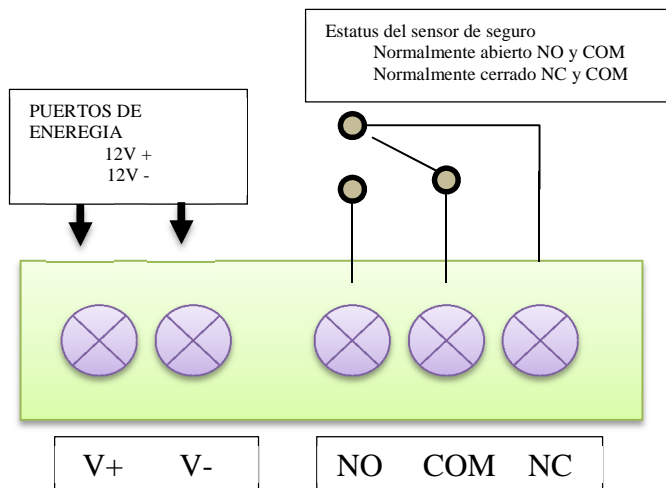 Estatus del sensor de seguro
Normalmente abierto NO y COM
Normalmente cerrado NC y COM
PUERTOS DE
ENEREGIA
12V +
12V -
V+ V-
NO COM NC